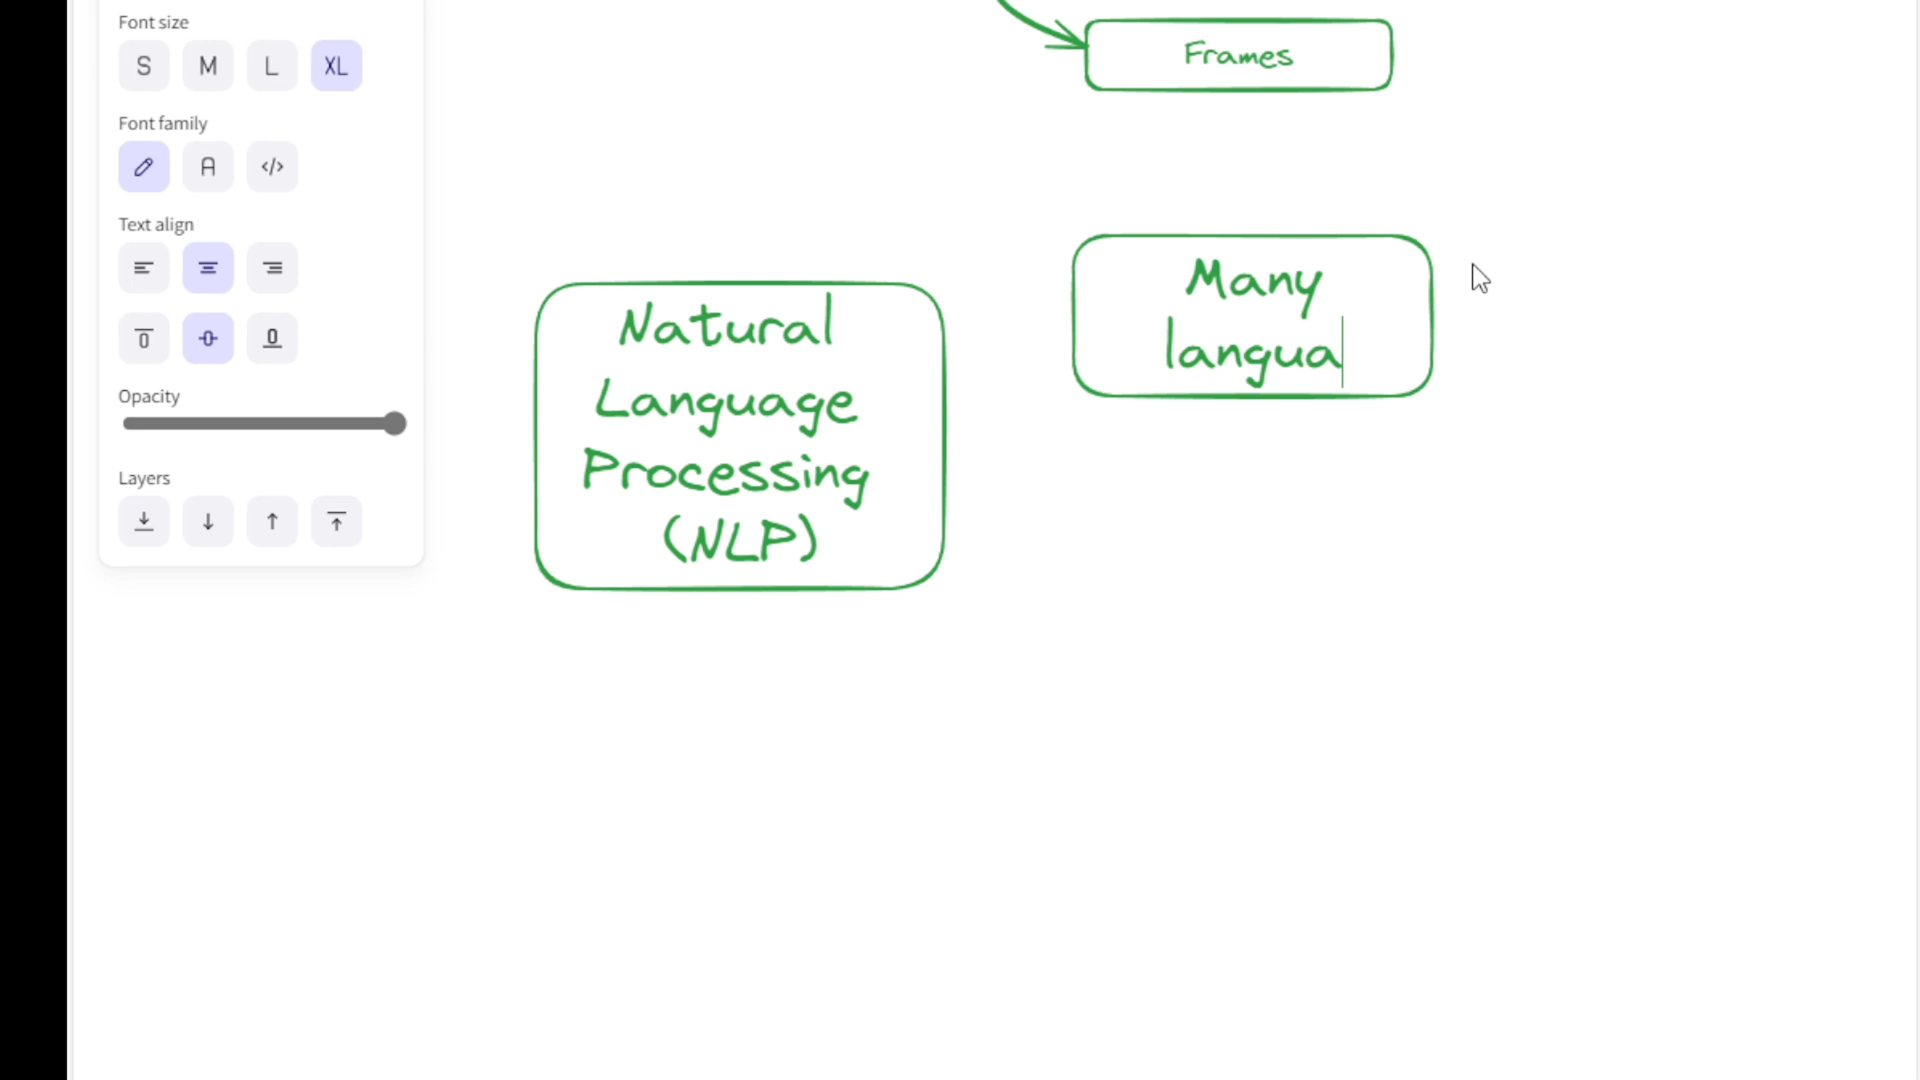 Font size
S M L XL
Font family
A </>
Text align
Opacity
Layers
Frames
Natural
Language
Processing
(NLP)
Many
langua